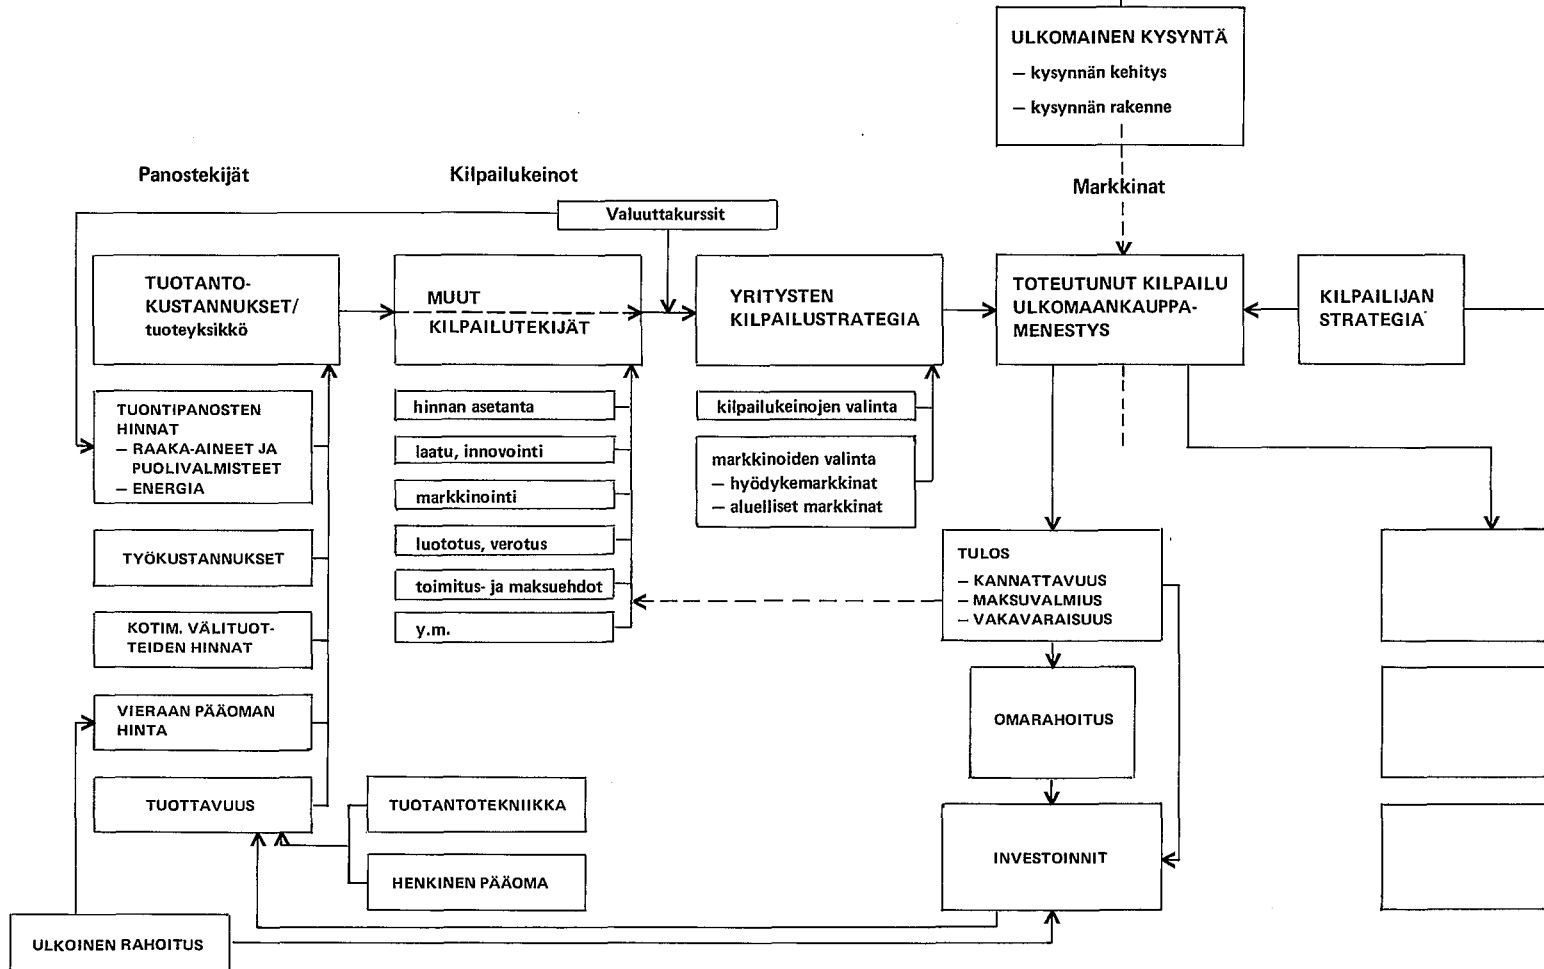 ULKOMAINEN KYSYNTÄ
– kysynnän kehitys
– kysynnän rakenne
Panostekijät
Kilpailukeinot
Markkinat
Valuuttakurssit
TUOTANTO-
KUSTANNUKSET/
tuoteyksikkö
MUUT
KILPAILUTEKIJÄT
YRITYSTEN
KILPAILUSTRATEGIA
TOTEUTUNUT KILPAILU
ULKOMAANKAUPPA-
MENESTYS
KILPAILIJAN
STRATEGIA
TUONTIPANOSTEN
HINNAT
– RAAKA-AINEET JA
PUOLIVALMISTEET
– ENERGIA
TYÖKUSTANNUKSET
KOTIM. VÄLITUOT-
TEIDEN HINNAT
VIERAAN PÄÄOMAN
HINTA
TUOTTAVUUS
hinnan asetanta
laatu, innovointi
markkinointi
luototus, verotus
toimitus- ja maksuehdot
y.m.
kilpailukeinojen valinta
markkinoiden valinta
– hyödykemarkkinat
– aluelliset markkinat
TULOS
– KANNATTAVUUS
– MAKSUVALMIUS
– VAKAVARAISUUS
OMARAHOITUS
TUOTANTOTEKNIIKKA
HENKINEN PÄÄOMA
INVESTOINNIT
ULKOINEN RAHOITUS